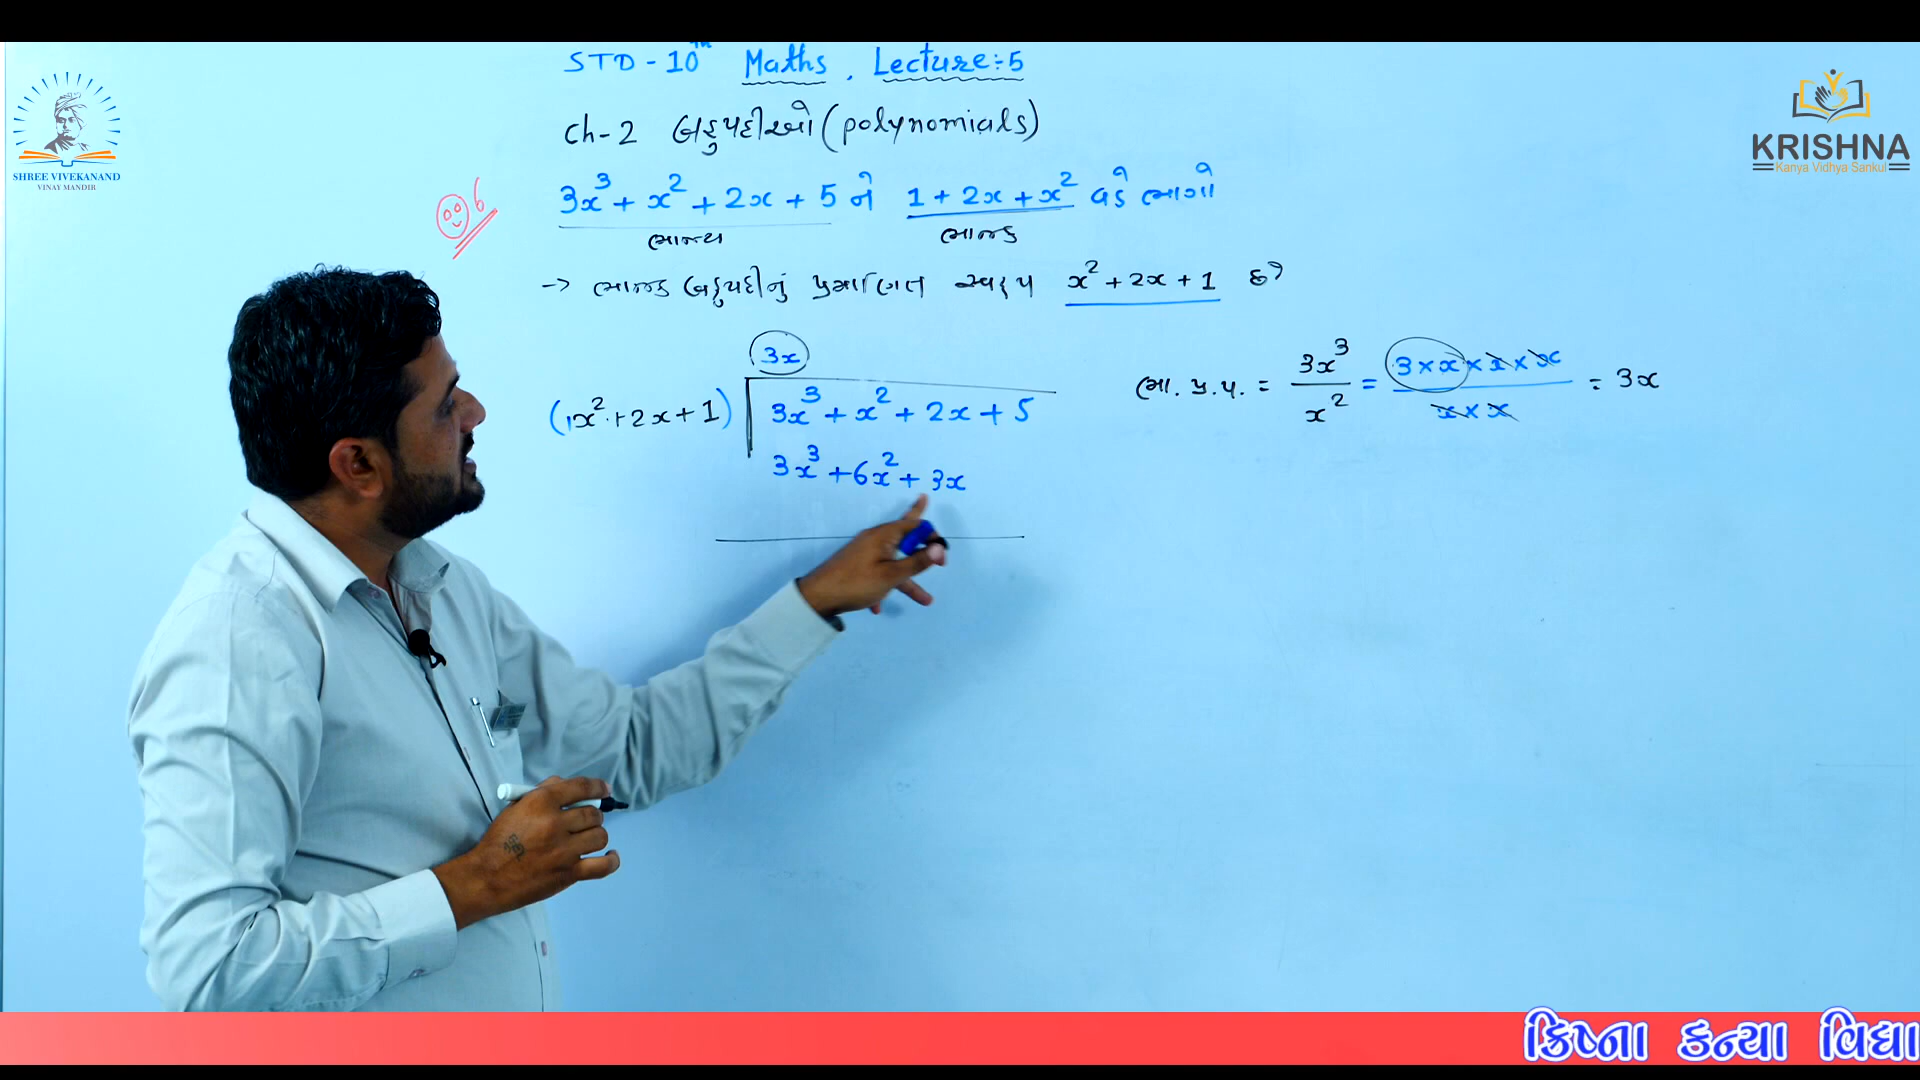 STD - 10th Maths, Lecture:-5
Ch-2 બહુપદીઓ (polynomials)
6
3x³ + x² + 2x + 5 ને 1 + 2x + x² વડે ભાગો
ભાજ્ય ભાજક
→ ભાજક બહુપદીનું પ્રમાણિત સ્વરૂપ x² + 2x + 1 છે
3x
(1x² + 2x + 1) 3x³ + x² + 2x + 5
3x³ + 6x² + 3x
ભા. પ્ર. પ. = 3x³/x² = 3×x×x×x/x×x = 3x
SHREE VIVEKANAND
VINAY MANDIR
KRISHNA
Kanya Vidhya Sankul
ક્રિષ્ના કન્યા વિદ્યા